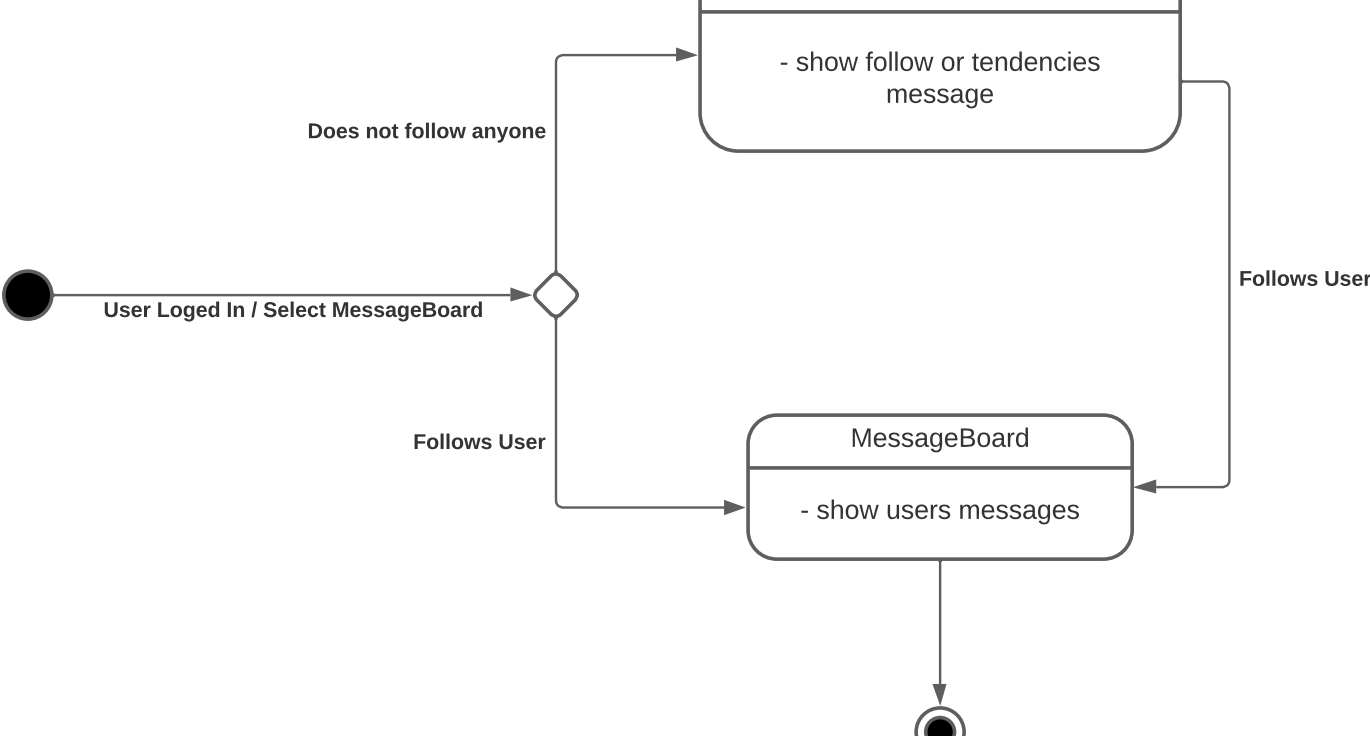 - show follow or tendencies
message
Does not follow anyone
Follows User
User Loged In / Select MessageBoard
Follows User
MessageBoard
- show users messages